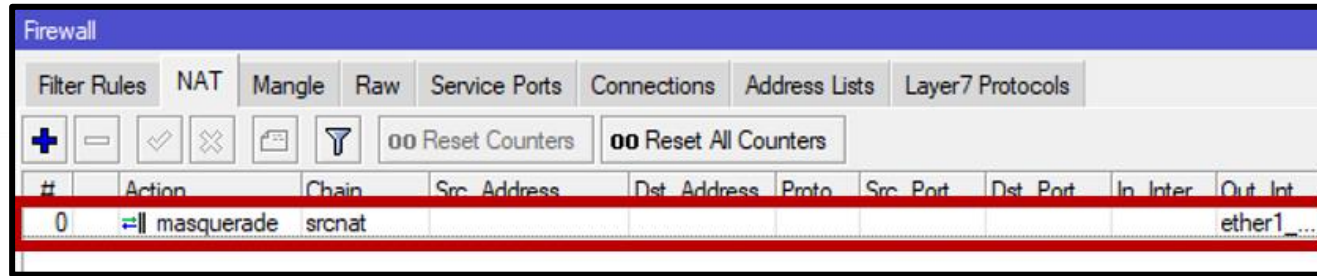 Firewall
Filter Rules NAT Mangle Raw Service Ports Connections Address Lists Layer7 Protocols
00 Reset Counters 00 Reset All Counters
# Action Chain Src. Address Dst. Address Proto... Src. Port Dst. Port In. Inter... Out. Int...
0 masquerade srcnat ether1_...